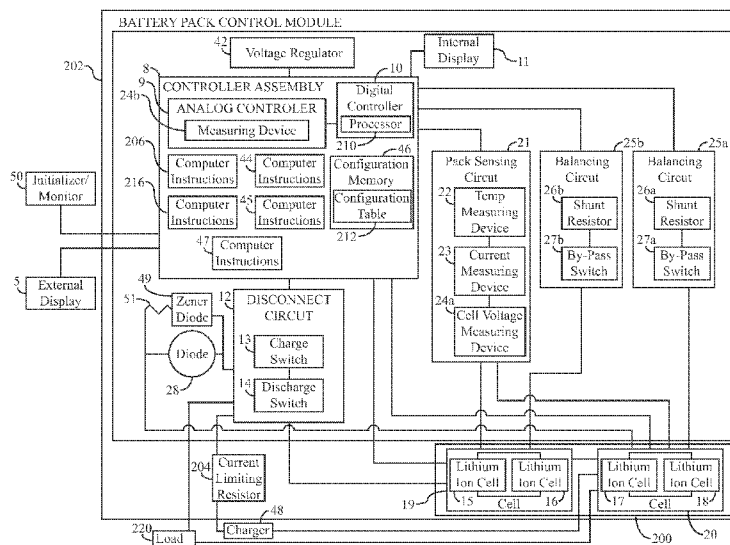 BATTERY PACK CONTROL MODULE
202
42
Voltage Regulator
Internal
Display
11
8
CONTROLLER ASSEMBLY
9
ANALOG CONTROLER
24b
Measuring Device
10
Digital
Controller
Processor
210
206
Computer
Instructions
44
Computer
Instructions
216
Computer
Instructions
45
Computer
Instructions
47
Computer
Instructions
46
Configuration
Memory
Configuration
Table
212
50
Initializer/
Monitor
5
External
Display
21
Pack Sensing
Circut
22
Temp
Measuring
Device
23
Current
Measuring
Device
24a
Cell Voltage
Measuring
Device
25b
Balancing
Circut
26b
Shunt
Resistor
27b
By-Pass
Switch
25a
Balancing
Circut
26a
Shunt
Resistor
27a
By-Pass
Switch
49
Zener
Diode
51
Diode
28
12
DISCONNECT
CIRCUT
13
Charge
Switch
14
Discharge
Switch
204
Current
Limiting
Resistor
Charger
48
220
Load
Lithium
Ion Cell
15
Lithium
Ion Cell
16
Cell
19
Lithium
Ion Cell
17
Lithium
Ion Cell
18
Cell
20
200